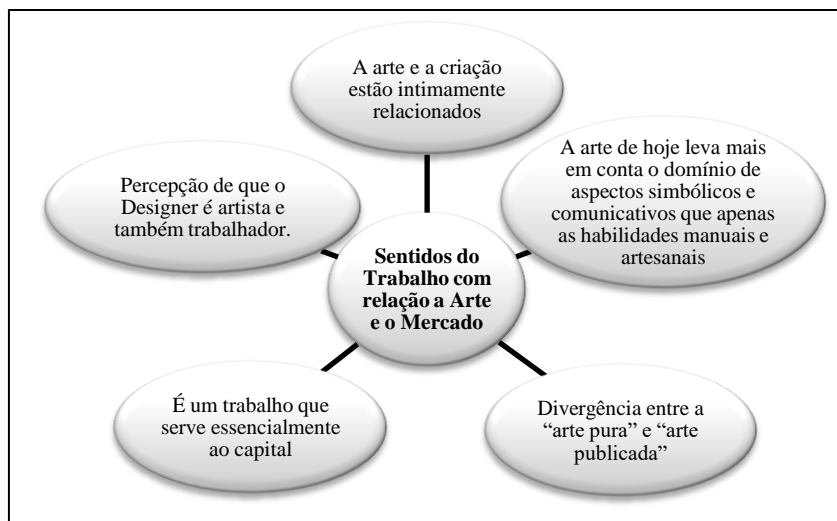 A arte e a criação
estão intimamente
relacionados
A arte de hoje leva mais
em conta o domínio de
aspectos simbólicos e
comunicativos que apenas
as habilidades manuais e
artesanais
Percepção de que o
Designer é artista e
também trabalhador.
Sentidos do
Trabalho com
relação a Arte
e o Mercado
É um trabalho que
serve essencialmente
ao capital
Divergência entre a
“arte pura” e “arte
publicada”